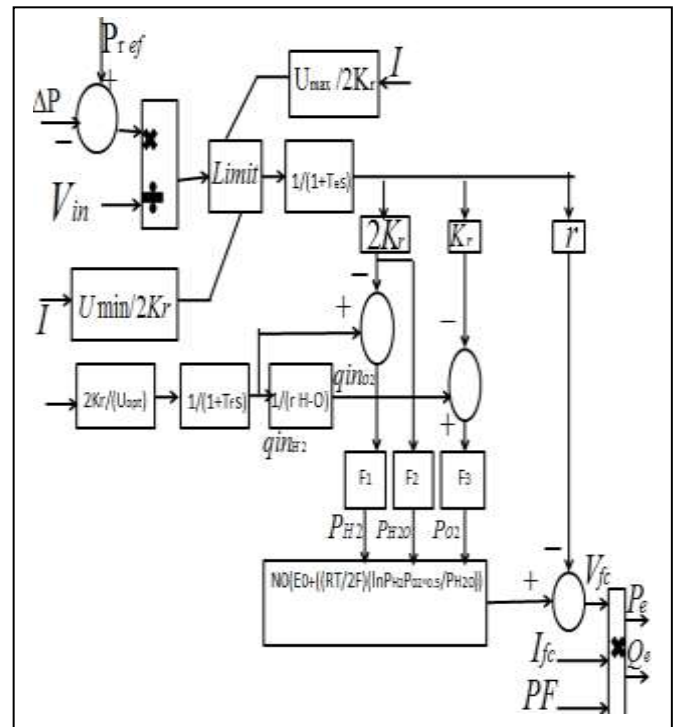 Pref
+
ΔP
−
Vin
×
÷
Umax /2Kr
I
Limit
1/(1+Tes)
I
U min/2Kr
2Kr
Kr
r
−
+
−
+
2Kr/(Uopt)
1/(1+Tfs)
1/(r H-O)
qinO2
qinH2
F1
F2
F3
PH2
PH2O
PO2
N0(E0+((RT/2F)(lnPH2PO2^0.5/PH2O))
+
−
Vfc
Ifc
PF
×
Pe
Qe